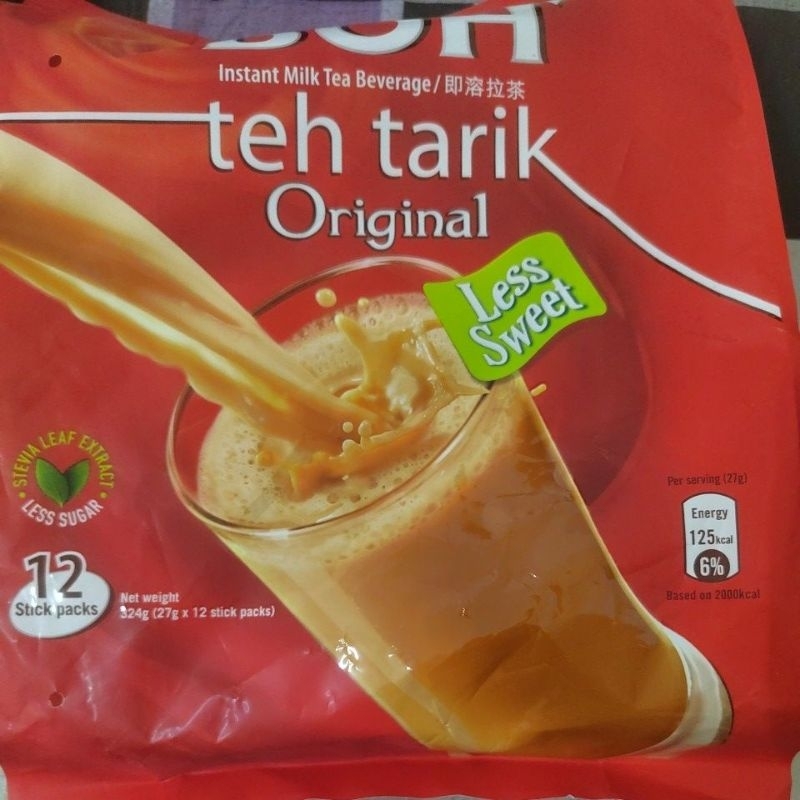 BOH
Instant Milk Tea Beverage/ 即溶拉茶
teh tarik
Original
Less
Sweet
• STEVIA LEAF EXTRACT •
LESS SUGAR
12
Stick packs
Net weight
324g (27g x 12 stick packs)
Per serving (27g)
Energy
125kcal
6%
Based on 2000kcal